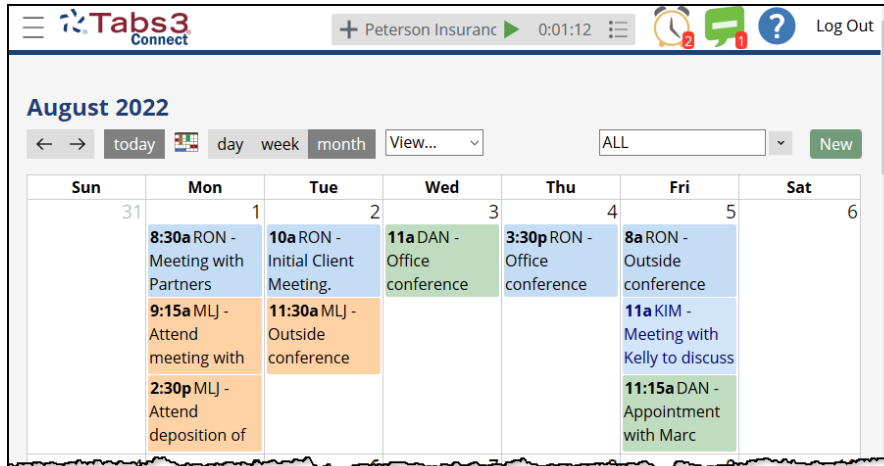 Tabs3
Connect
Peterson Insuranc 0:01:12
2
1
?
Log Out
August 2022
← → today day week month View... ALL New
Sun Mon Tue Wed Thu Fri Sat
31 1 2 3 4 5 6
8:30a RON -
Meeting with
Partners
9:15a MLJ -
Attend
meeting with
2:30p MLJ -
Attend
deposition of
10a RON -
Initial Client
Meeting.
11:30a MLJ -
Outside
conference
11a DAN -
Office
conference
3:30p RON -
Office
conference
8a RON -
Outside
conference
11a KIM -
Meeting with
Kelly to discuss
11:15a DAN -
Appointment
with Marc